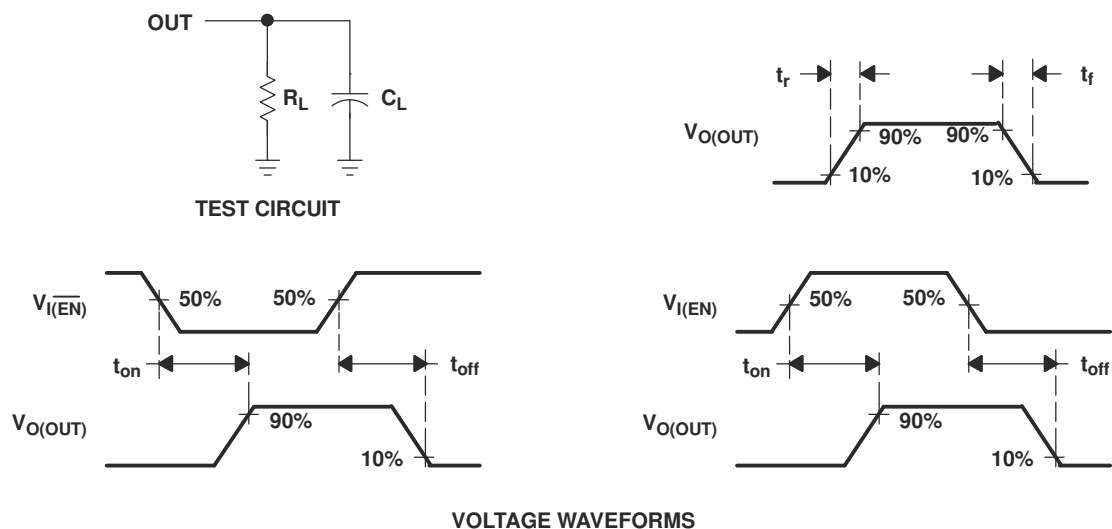 OUT
R_L
C_L
TEST CIRCUIT
t_r
t_f
V_O(OUT)
90%
90%
10%
10%
V_I(E̅N̅)
50%
50%
t_on
t_off
V_O(OUT)
90%
10%
V_I(EN)
50%
50%
t_on
t_off
V_O(OUT)
90%
10%
VOLTAGE WAVEFORMS